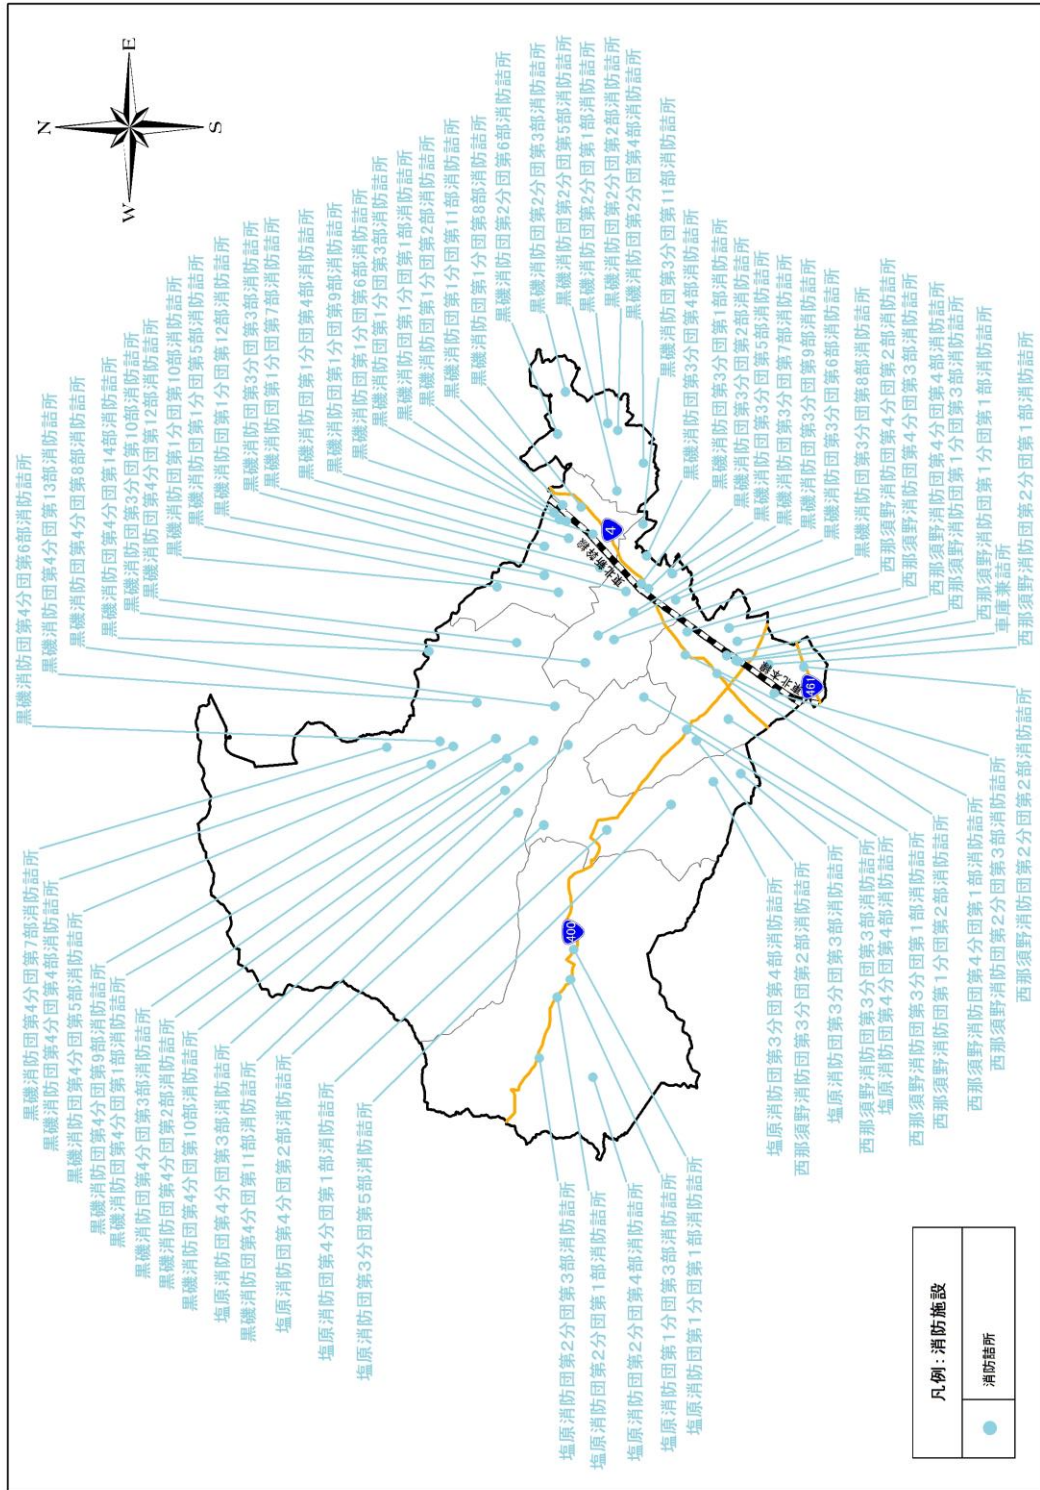 N
W
E
S
黒磯消防団第4分団第6部消防詰所
黒磯消防団第4分団第13部消防詰所
黒磯消防団第4分団第8部消防詰所
黒磯消防団第4分団第14部消防詰所
黒磯消防団第3分団第10部消防詰所
黒磯消防団第4分団第12部消防詰所
黒磯消防団第1分団第10部消防詰所
黒磯消防団第1分団第5部消防詰所
黒磯消防団第1分団第12部消防詰所
黒磯消防団第3分団第3部消防詰所
黒磯消防団第1分団第7部消防詰所
黒磯消防団第1分団第4部消防詰所
黒磯消防団第1分団第9部消防詰所
黒磯消防団第1分団第6部消防詰所
黒磯消防団第1分団第3部消防詰所
黒磯消防団第1分団第1部消防詰所
黒磯消防団第1分団第2部消防詰所
黒磯消防団第1分団第11部消防詰所
黒磯消防団第1分団第8部消防詰所
黒磯消防団第2分団第6部消防詰所
黒磯消防団第2分団第3部消防詰所
黒磯消防団第2分団第5部消防詰所
黒磯消防団第2分団第1部消防詰所
黒磯消防団第2分団第2部消防詰所
黒磯消防団第2分団第4部消防詰所
黒磯消防団第3分団第11部消防詰所
黒磯消防団第3分団第4部消防詰所
黒磯消防団第3分団第1部消防詰所
黒磯消防団第3分団第2部消防詰所
黒磯消防団第3分団第5部消防詰所
黒磯消防団第3分団第7部消防詰所
黒磯消防団第3分団第9部消防詰所
黒磯消防団第3分団第6部消防詰所
黒磯消防団第3分団第8部消防詰所
西那須野消防団第4分団第2部消防詰所
西那須野消防団第4分団第3部消防詰所
西那須野消防団第4分団第4部消防詰所
西那須野消防団第1分団第3部消防詰所
西那須野消防団第1分団第1部消防詰所
車庫兼詰所
西那須野消防団第2分団第1部消防詰所
東北新幹線
4
東北本線
461
400
黒磯消防団第4分団第7部消防詰所
黒磯消防団第4分団第4部消防詰所
黒磯消防団第4分団第5部消防詰所
黒磯消防団第4分団第9部消防詰所
黒磯消防団第4分団第1部消防詰所
黒磯消防団第4分団第3部消防詰所
黒磯消防団第4分団第2部消防詰所
黒磯消防団第4分団第10部消防詰所
塩原消防団第4分団第3部消防詰所
黒磯消防団第4分団第11部消防詰所
塩原消防団第4分団第2部消防詰所
塩原消防団第4分団第1部消防詰所
塩原消防団第3分団第5部消防詰所
塩原消防団第2分団第3部消防詰所
塩原消防団第2分団第1部消防詰所
塩原消防団第2分団第4部消防詰所
塩原消防団第1分団第3部消防詰所
塩原消防団第1分団第1部消防詰所
塩原消防団第3分団第4部消防詰所
西那須野消防団第3分団第2部消防詰所
塩原消防団第3分団第3部消防詰所
西那須野消防団第3分団第3部消防詰所
塩原消防団第4分団第4部消防詰所
西那須野消防団第3分団第1部消防詰所
西那須野消防団第1分団第2部消防詰所
西那須野消防団第4分団第1部消防詰所
西那須野消防団第2分団第3部消防詰所
西那須野消防団第2分団第2部消防詰所
凡例：消防施設
消防詰所